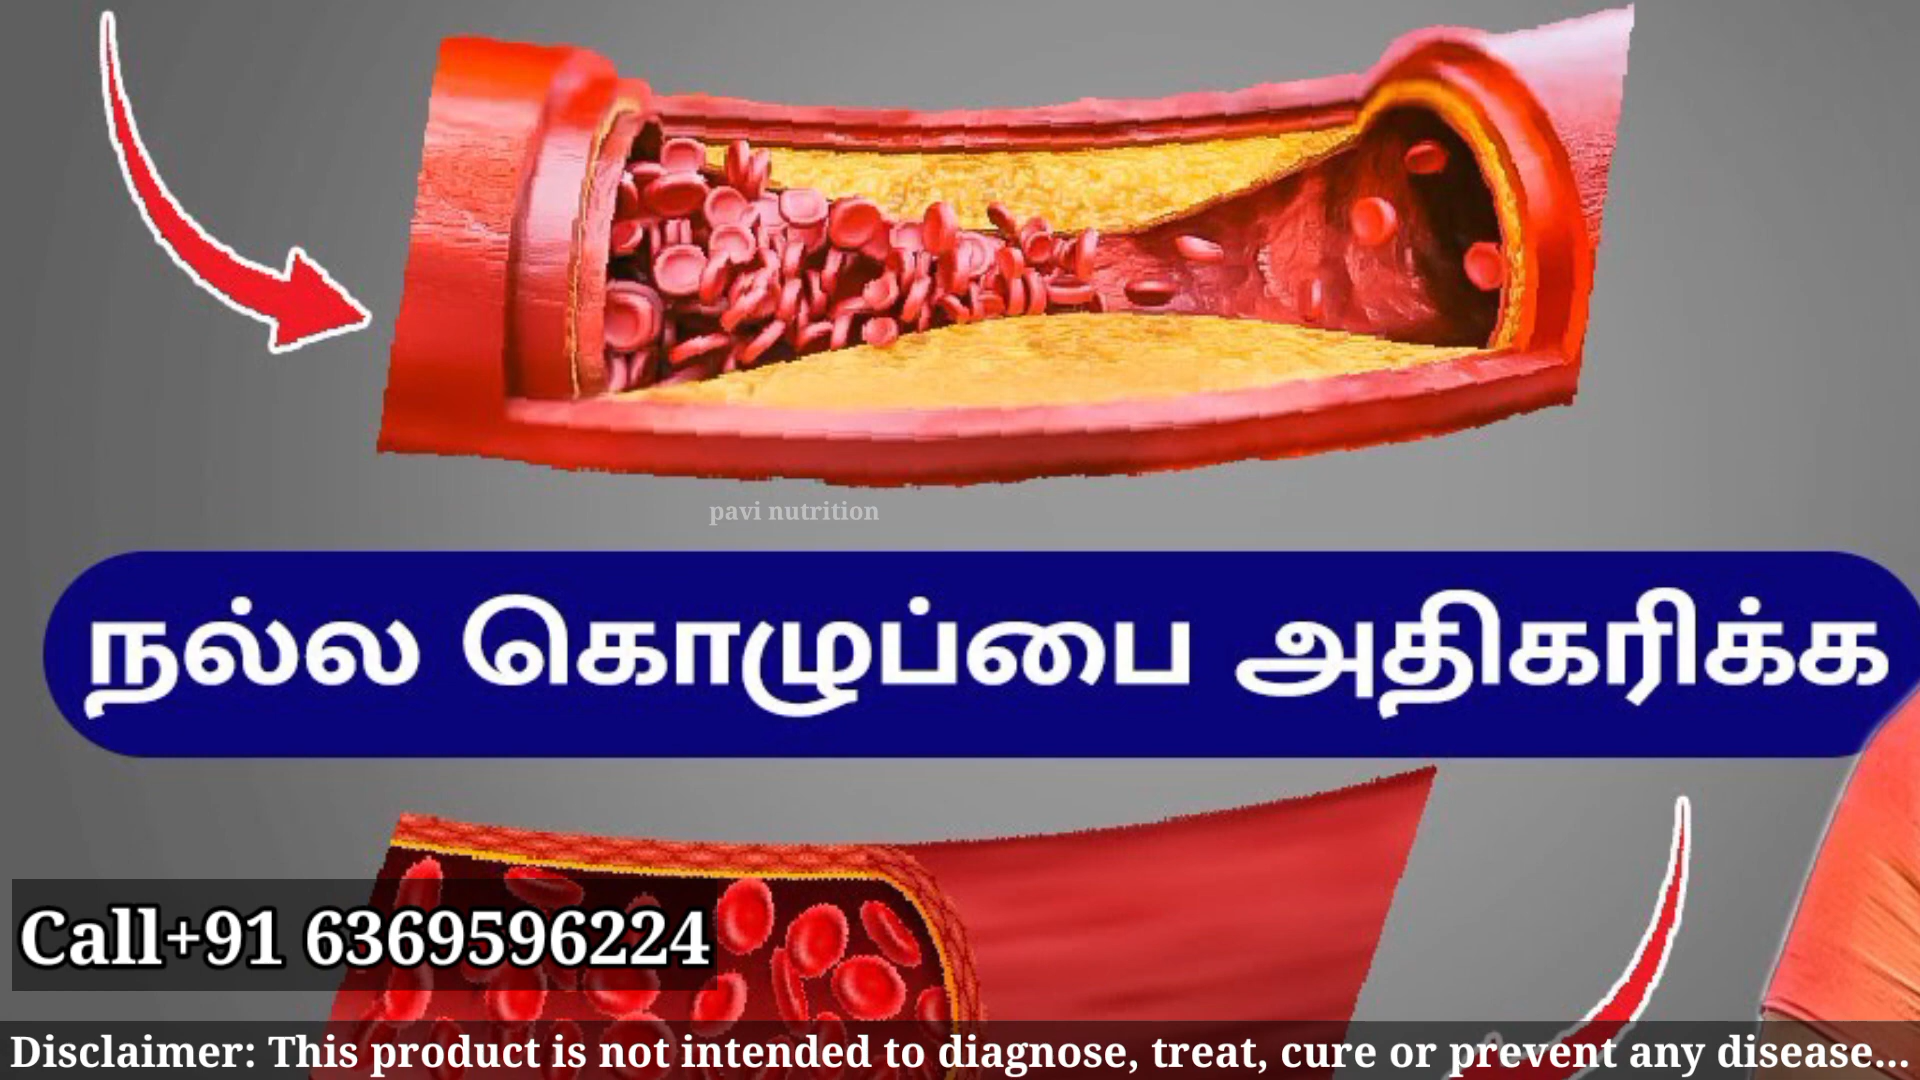 pavi nutrition
நல்ல கொழுப்பை அதிகரிக்க
Call+91 6369596224
Disclaimer: This product is not intended to diagnose, treat, cure or prevent any disease...